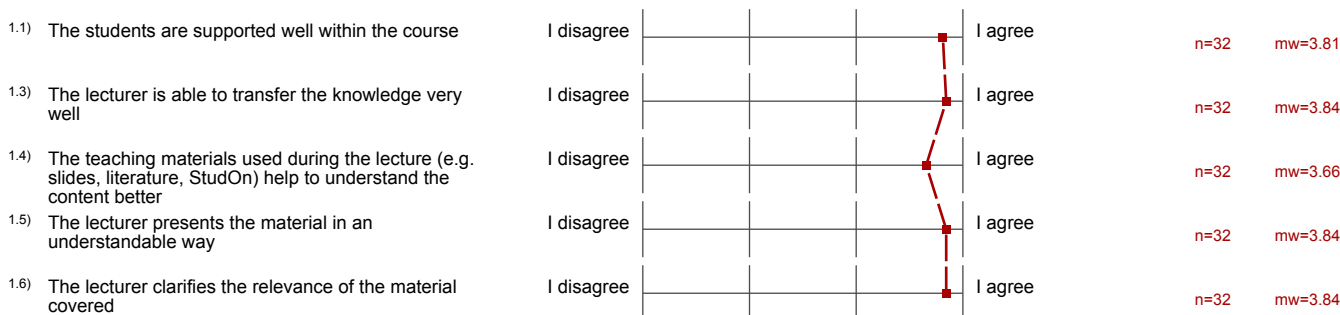 1.1) The students are supported well within the course I disagree I agree n=32 mw=3.81
1.3) The lecturer is able to transfer the knowledge very I disagree I agree n=32 mw=3.84
well
1.4) The teaching materials used during the lecture (e.g. I disagree I agree n=32 mw=3.66
slides, literature, StudOn) help to understand the
content better
1.5) The lecturer presents the material in an I disagree I agree n=32 mw=3.84
understandable way
1.6) The lecturer clarifies the relevance of the material I disagree I agree n=32 mw=3.84
covered